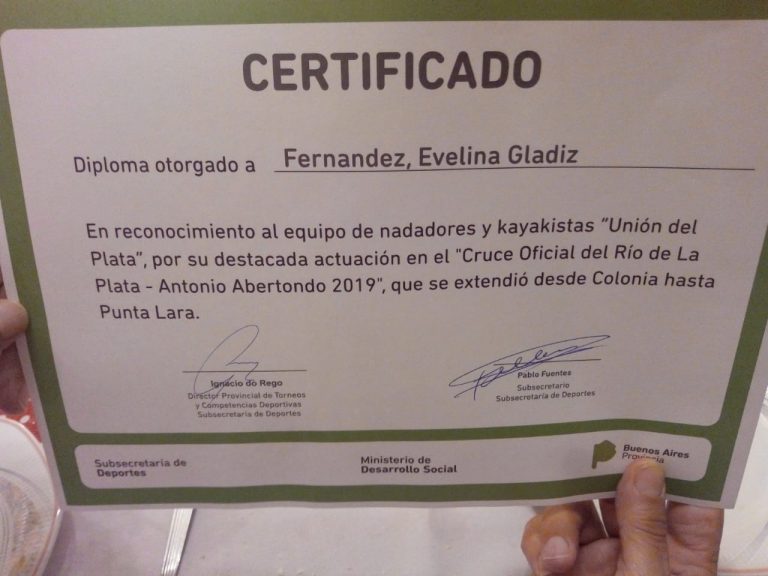 CERTIFICADO
Diploma otorgado a Fernandez, Evelina Gladiz
En reconocimiento al equipo de nadadores y kayakistas "Unión del
Plata", por su destacada actuación en el "Cruce Oficial del Río de La
Plata - Antonio Abertondo 2019", que se extendió desde Colonia hasta
Punta Lara.
Ignacio do Rego
Director Provincial de Torneos
y Competencias Deportivas
Subsecretaría de Deportes
Pablo Fuentes
Subsecretario
Subsecretaría de Deportes
Subsecretaría de
Deportes
Ministerio de
Desarrollo Social
Buenos Aires
Provincia